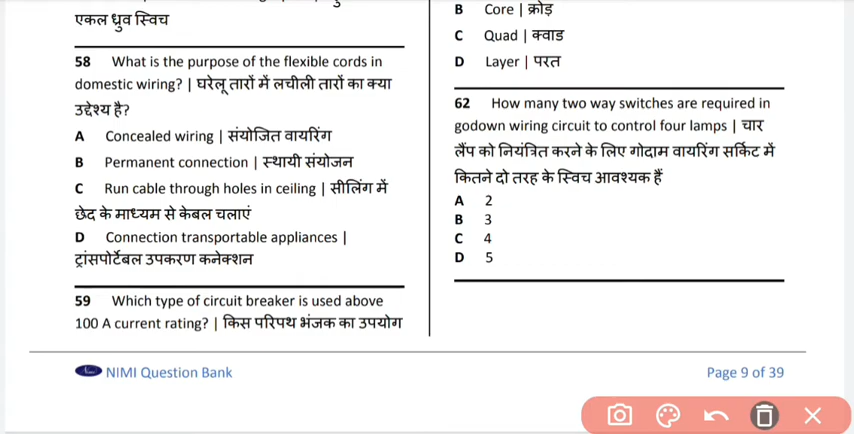 एकल ध्रुव स्विच
58 What is the purpose of the flexible cords in
domestic wiring? | घरेलू तारों में लचीली तारों का क्या
उद्देश्य है?
A Concealed wiring | संयोजित वायरिंग
B Permanent connection | स्थायी संयोजन
C Run cable through holes in ceiling | सीलिंग में
छेद के माध्यम से केबल चलाएं
D Connection transportable appliances |
ट्रांसपोर्टेबल उपकरण कनेक्शन
59 Which type of circuit breaker is used above
100 A current rating? | किस परिपथ भंजक का उपयोग
B Core | क्रोड़
C Quad | क्वाड
D Layer | परत
62 How many two way switches are required in
godown wiring circuit to control four lamps | चार
लैंप को नियंत्रित करने के लिए गोदाम वायरिंग सर्किट में
कितने दो तरह के स्विच आवश्यक हैं
A 2
B 3
C 4
D 5
NIMI Question Bank
Page 9 of 39